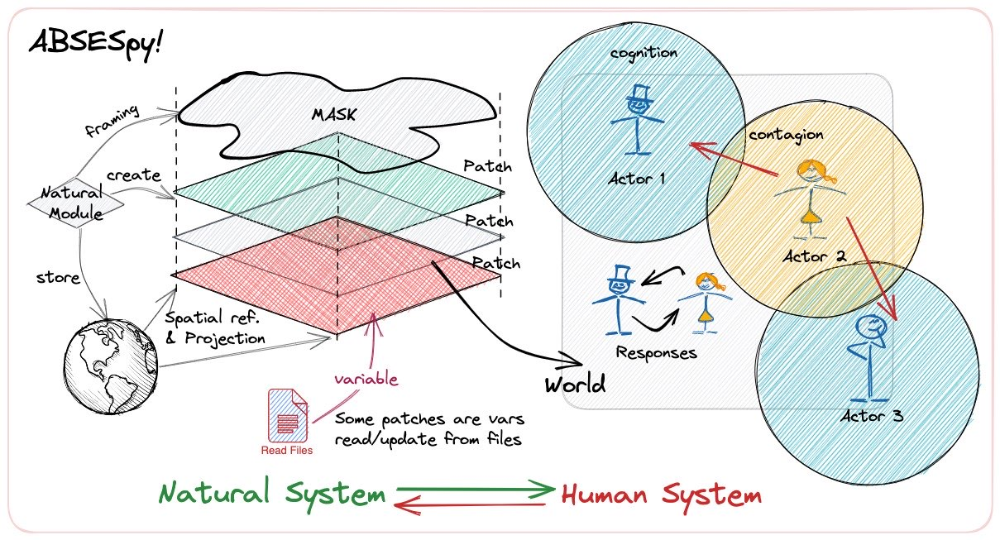 ABSESpy!
framing
MASK
create
Natural
Module
Patch
Patch
Patch
store
Spatial ref.
& Projection
variable
Read Files
Some patches are vars
read/update from files
World
cognition
Actor 1
contagion
Actor 2
Responses
Actor 3
Natural System
Human System